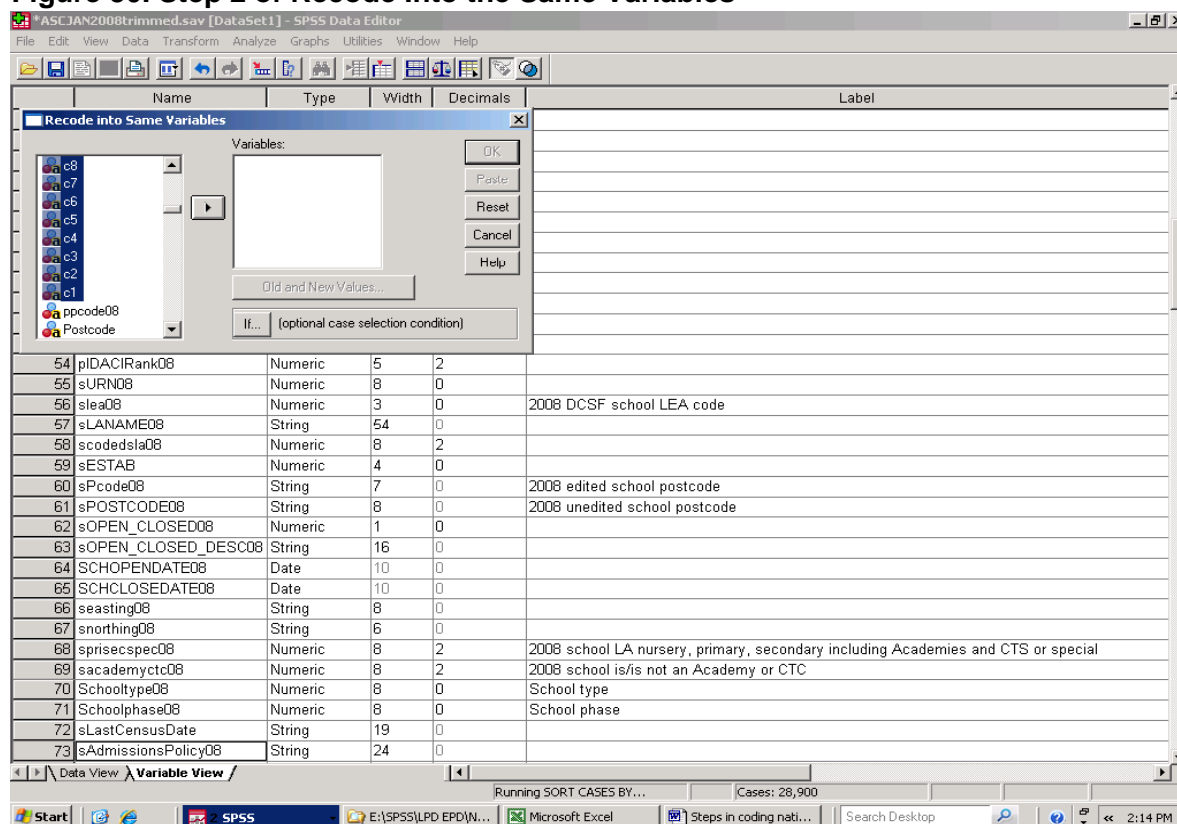 Figure 36. Step 2 of Recode Into the Same Variables
*ASCJAN2008trimmed.sav [DataSet1] - SPSS Data Editor
File Edit View Data Transform Analyze Graphs Utilities Window Help
Name Type Width Decimals Label
Recode into Same Variables
Variables:
c8
c7
c6
c5
c4
c3
c2
c1
ppcode08
Postcode
OK
Paste
Reset
Cancel
Help
Old and New Values...
If... (optional case selection condition)
54 pIDACIRank08 Numeric 5 2
55 sURN08 Numeric 8 0
56 slea08 Numeric 3 0 2008 DCSF school LEA code
57 sLANAME08 String 54 0
58 scodedsla08 Numeric 8 2
59 sESTAB Numeric 4 0
60 sPcode08 String 7 0 2008 edited school postcode
61 sPOSTCODE08 String 8 0 2008 unedited school postcode
62 sOPEN_CLOSED08 Numeric 1 0
63 sOPEN_CLOSED_DESC08 String 16 0
64 SCHOPENDATE08 Date 10 0
65 SCHCLOSEDATE08 Date 10 0
66 seasting08 String 8 0
67 snorthing08 String 6 0
68 sprisecspec08 Numeric 8 2 2008 school LA nursery, primary, secondary including Academies and CTS or special
69 sacademyctc08 Numeric 8 2 2008 school is/is not an Academy or CTC
70 Schooltype08 Numeric 8 0 School type
71 Schoolphase08 Numeric 8 0 School phase
72 sLastCensusDate String 19 0
73 sAdmissionsPolicy08 String 24 0
Data View Variable View
Running SORT CASES BY... Cases: 28,900
Start 2 SPSS E:\SPSS\LPD EPD\N... Microsoft Excel Steps in coding nati... Search Desktop « 2:14 PM